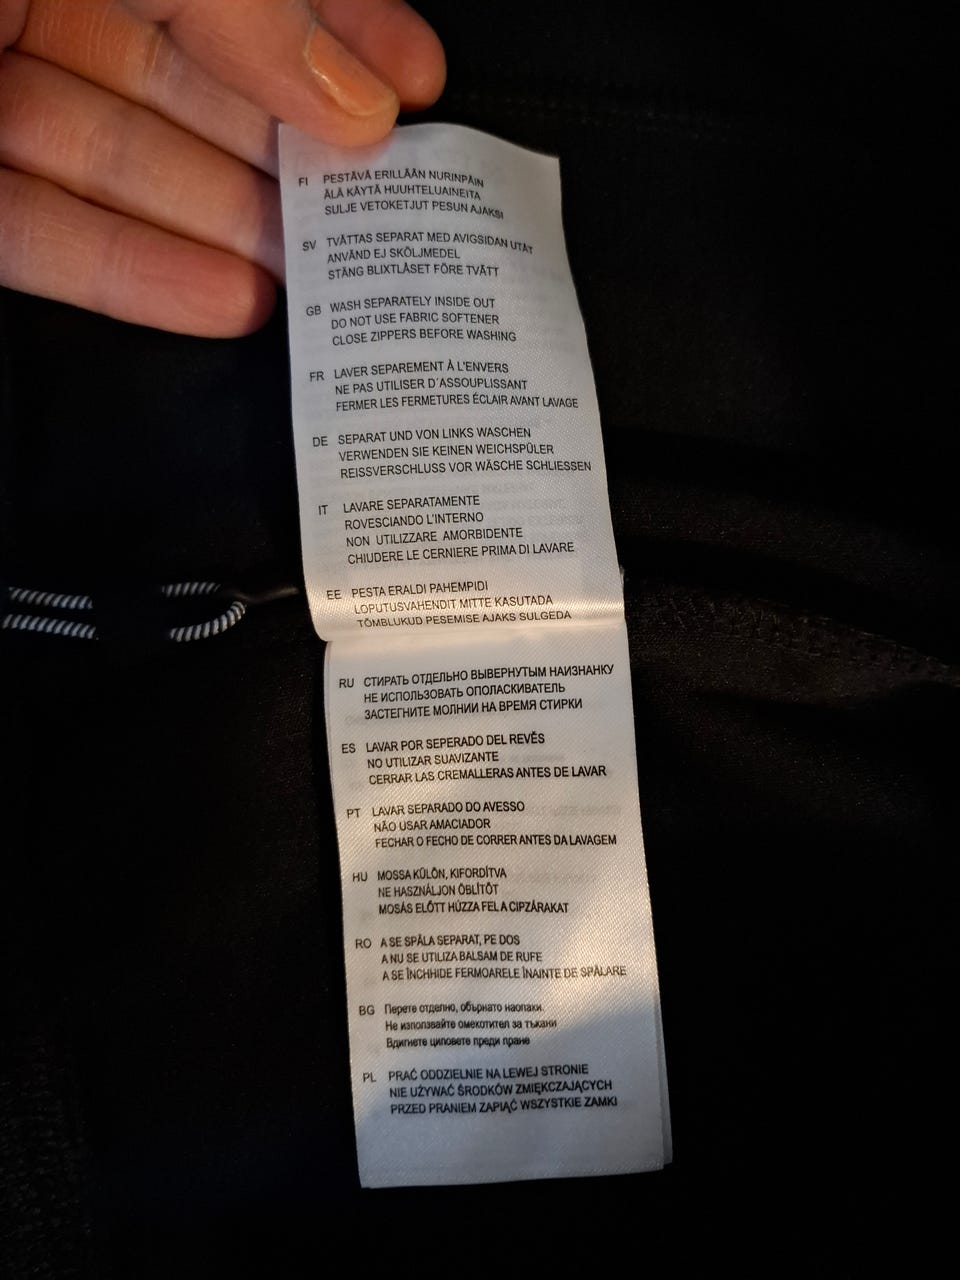 FI PESTÄVÄ ERILLÄÄN NURINPÄIN
ÄLÄ KÄYTÄ HUUHTELUAINEITA
SULJE VETOKETJUT PESUN AJAKSI
SV TVÄTTAS SEPARAT MED AVIGSIDAN UTÅT
ANVÄND EJ SKÖLJMEDEL
STÄNG BLIXTLÅSET FÖRE TVÄTT
GB WASH SEPARATELY INSIDE OUT
DO NOT USE FABRIC SOFTENER
CLOSE ZIPPERS BEFORE WASHING
FR LAVER SEPAREMENT À L'ENVERS
NE PAS UTILISER D´ASSOUPLISSANT
FERMER LES FERMETURES ÉCLAIR AVANT LAVAGE
DE SEPARAT UND VON LINKS WASCHEN
VERWENDEN SIE KEINEN WEICHSPÜLER
REISSVERSCHLUSS VOR WÄSCHE SCHLIESSEN
IT LAVARE SEPARATAMENTE
ROVESCIANDO L'INTERNO
NON UTILIZZARE AMORBIDENTE
CHIUDERE LE CERNIERE PRIMA DI LAVARE
EE PESTA ERALDI PAHEMPIDI
LOPUTUSVAHENDIT MITTE KASUTADA
TÕMBLUKUD PESEMISE AJAKS SULGEDA
RU СТИРАТЬ ОТДЕЛЬНО ВЫВЕРНУТЫМ НАИЗНАНКУ
НЕ ИСПОЛЬЗОВАТЬ ОПОЛАСКИВАТЕЛЬ
ЗАСТЕГНИТЕ МОЛНИИ НА ВРЕМЯ СТИРКИ
ES LAVAR POR SEPERADO DEL REVÊS
NO UTILIZAR SUAVIZANTE
CERRAR LAS CREMALLERAS ANTES DE LAVAR
PT LAVAR SEPARADO DO AVESSO
NÃO USAR AMACIADOR
FECHAR O FECHO DE CORRER ANTES DA LAVAGEM
HU MOSSA KÜLÖN, KIFORDÍTVA
NE HASZNÁLJON ÖBLÍTÖT
MOSÁS ELŐTT HÚZZA FEL A CIPZÁRAKAT
RO A SE SPĂLA SEPARAT, PE DOS
A NU SE UTILIZA BALSAM DE RUFE
A SE ÎNCHHIDE FERMOARELE ÎNAINTE DE SPĂLARE
BG Перете отделно, обърнато наопаки.
Не използвайте омекотител за тъкани
Вдигнете ципoвете преди пране
PL PRAĆ ODDZIELNIE NA LEWEJ STRONIE
NIE UŻYWAĆ ŚRODKÓW ZMIĘKCZAJĄCYCH
PRZED PRANIEM ZAPIĄĆ WSZYSTKIE ZAMKI